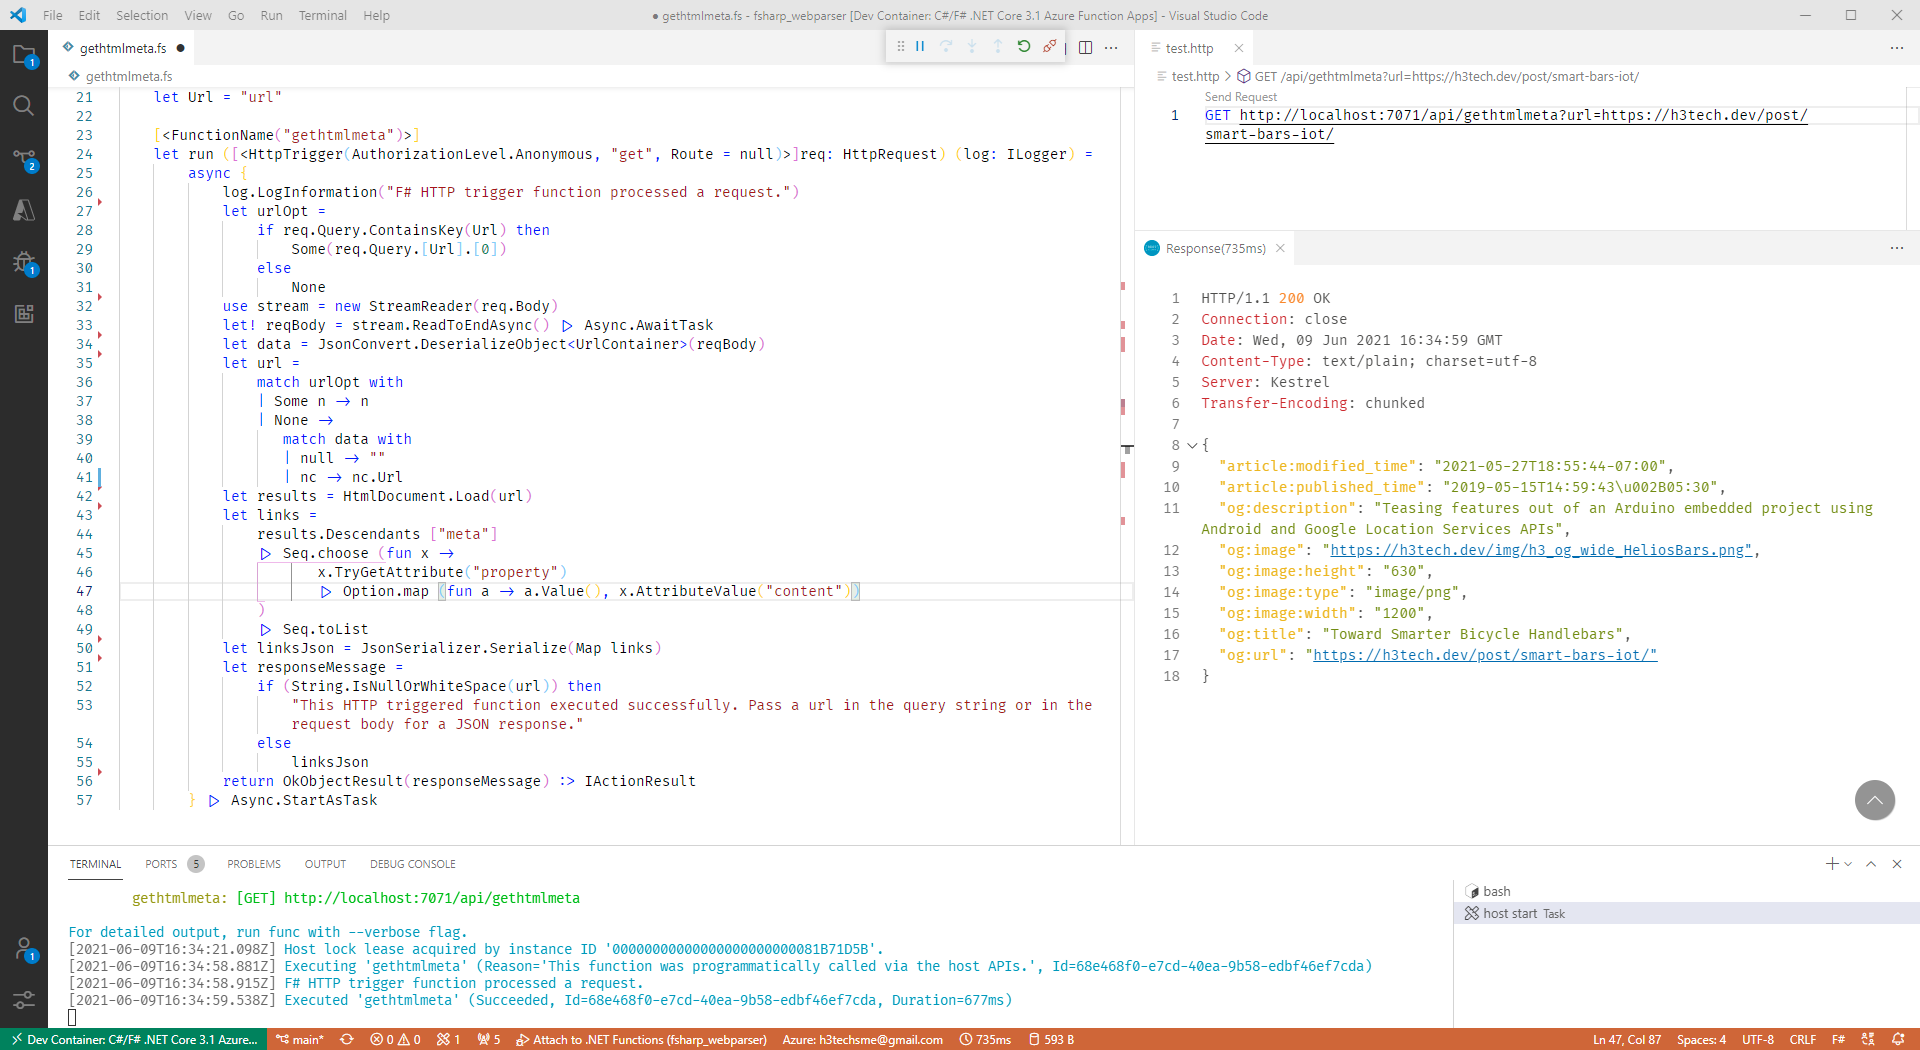 File Edit Selection View Go Run Terminal Help
● gethtmlmeta.fs - fsharp_webparser [Dev Container: C#/F# .NET Core 3.1 Azure Function Apps] - Visual Studio Code
gethtmlmeta.fs ●
gethtmlmeta.fs
21 let Url = "url"
22
23 [<FunctionName("gethtmlmeta")>]
24 let run ([<HttpTrigger(AuthorizationLevel.Anonymous, "get", Route = null)>]req: HttpRequest) (log: ILogger) =
25 async {
26 log.LogInformation("F# HTTP trigger function processed a request.")
27 let urlOpt =
28 if req.Query.ContainsKey(Url) then
29 Some(req.Query.[Url].[0])
30 else
31 None
32 use stream = new StreamReader(req.Body)
33 let! reqBody = stream.ReadToEndAsync() ▷ Async.AwaitTask
34 let data = JsonConvert.DeserializeObject<UrlContainer>(reqBody)
35 let url =
36 match urlOpt with
37 | Some n → n
38 | None →
39 match data with
40 | null → ""
41 | nc → nc.Url
42 let results = HtmlDocument.Load(url)
43 let links =
44 results.Descendants ["meta"]
45 ▷ Seq.choose (fun x →
46 x.TryGetAttribute("property")
47 ▷ Option.map (fun a → a.Value(), x.AttributeValue("content"))
48 )
49 ▷ Seq.toList
50 let linksJson = JsonSerializer.Serialize(Map links)
51 let responseMessage =
52 if (String.IsNullOrWhiteSpace(url)) then
53 "This HTTP triggered function executed successfully. Pass a url in the query string or in the
request body for a JSON response."
54 else
55 linksJson
56 return OkObjectResult(responseMessage) :> IActionResult
57 } ▷ Async.StartAsTask
test.http
test.http > GET /api/gethtmlmeta?url=https://h3tech.dev/post/smart-bars-iot/
Send Request
1 GET http://localhost:7071/api/gethtmlmeta?url=https://h3tech.dev/post/
smart-bars-iot/
Response(735ms)
1 HTTP/1.1 200 OK
2 Connection: close
3 Date: Wed, 09 Jun 2021 16:34:59 GMT
4 Content-Type: text/plain; charset=utf-8
5 Server: Kestrel
6 Transfer-Encoding: chunked
7
8 {
9 "article:modified_time": "2021-05-27T18:55:44-07:00",
10 "article:published_time": "2019-05-15T14:59:43\u002B05:30",
11 "og:description": "Teasing features out of an Arduino embedded project using
Android and Google Location Services APIs",
12 "og:image": "https://h3tech.dev/img/h3_og_wide_HeliosBars.png",
13 "og:image:height": "630",
14 "og:image:type": "image/png",
15 "og:image:width": "1200",
16 "og:title": "Toward Smarter Bicycle Handlebars",
17 "og:url": "https://h3tech.dev/post/smart-bars-iot/"
18 }
TERMINAL PORTS 5 PROBLEMS OUTPUT DEBUG CONSOLE
gethtmlmeta: [GET] http://localhost:7071/api/gethtmlmeta
For detailed output, run func with --verbose flag.
[2021-06-09T16:34:21.098Z] Host lock lease acquired by instance ID '00000000000000000000000081B71D5B'.
[2021-06-09T16:34:58.881Z] Executing 'gethtmlmeta' (Reason='This function was programmatically called via the host APIs.', Id=68e468f0-e7cd-40ea-9b58-edbf46ef7cda)
[2021-06-09T16:34:58.915Z] F# HTTP trigger function processed a request.
[2021-06-09T16:34:59.538Z] Executed 'gethtmlmeta' (Succeeded, Id=68e468f0-e7cd-40ea-9b58-edbf46ef7cda, Duration=677ms)
bash
host start Task
1
2
1
1
Dev Container: C#/F# .NET Core 3.1 Azure... main* 0 0 1 5 Attach to .NET Functions (fsharp_webparser) Azure: h3techsme@gmail.com 735ms 593 B Ln 47, Col 87 Spaces: 4 UTF-8 CRLF F#